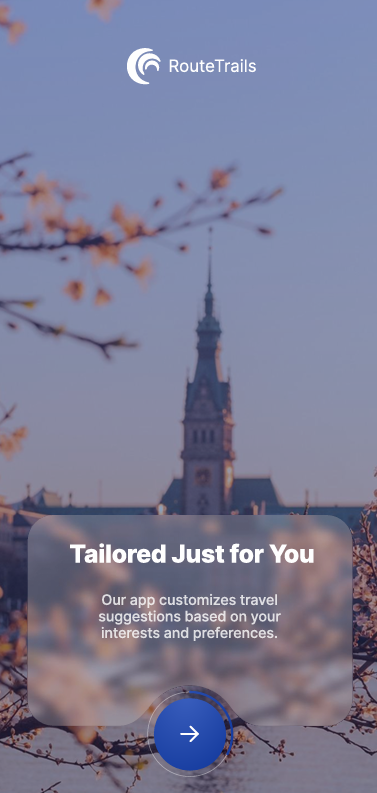 RouteTrails
Tailored Just for You
Our app customizes travel
suggestions based on your
interests and preferences.